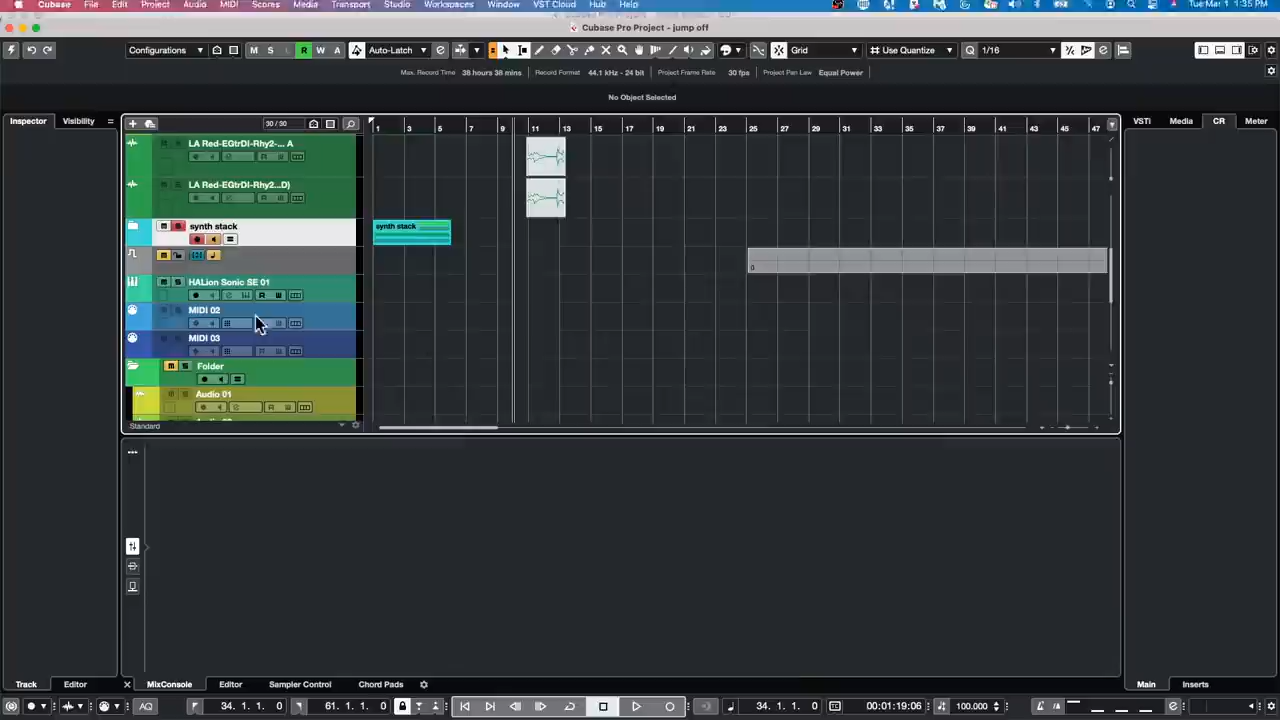 Cubase File Edit Project Audio MIDI Scores Media Transport Studio Workspaces Window VST Cloud Hub Help Tue Mar 1 1:35 PM
Cubase Pro Project - jump off
Configurations M S L R W A Auto-Latch Grid Use Quantize Q 1/16
Max. Record Time 38 hours 38 mins Record Format 44.1 kHz - 24 bit Project Frame Rate 30 fps Project Pan Law Equal Power
No Object Selected
Inspector Visibility 30 / 30 1 3 5 7 9 11 13 15 17 19 21 23 25 27 29 31 33 35 37 39 41 43 45 47 VSTi Media CR Meter
LA Red-EGtrDI-Rhy2-... A
LA Red-EGtrDI-Rhy2...D)
synth stack synth stack
0
HALion Sonic SE 01
MIDI 02
MIDI 03
M S Folder
Audio 01
Standard
Track Editor MixConsole Editor Sampler Control Chord Pads Main Inserts
AQ 34. 1. 1. 0 61. 1. 1. 0 34. 1. 1. 0 00:01:19:06 100.000